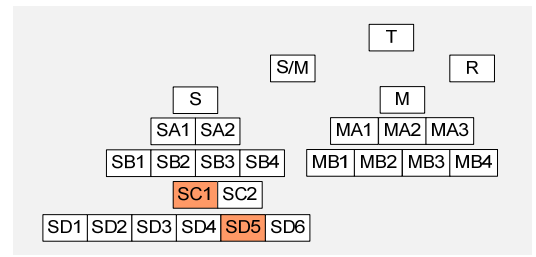 T
S/M R
S M
SA1 SA2 MA1 MA2 MA3
SB1 SB2 SB3 SB4 MB1 MB2 MB3 MB4
SC1 SC2
SD1 SD2 SD3 SD4 SD5 SD6